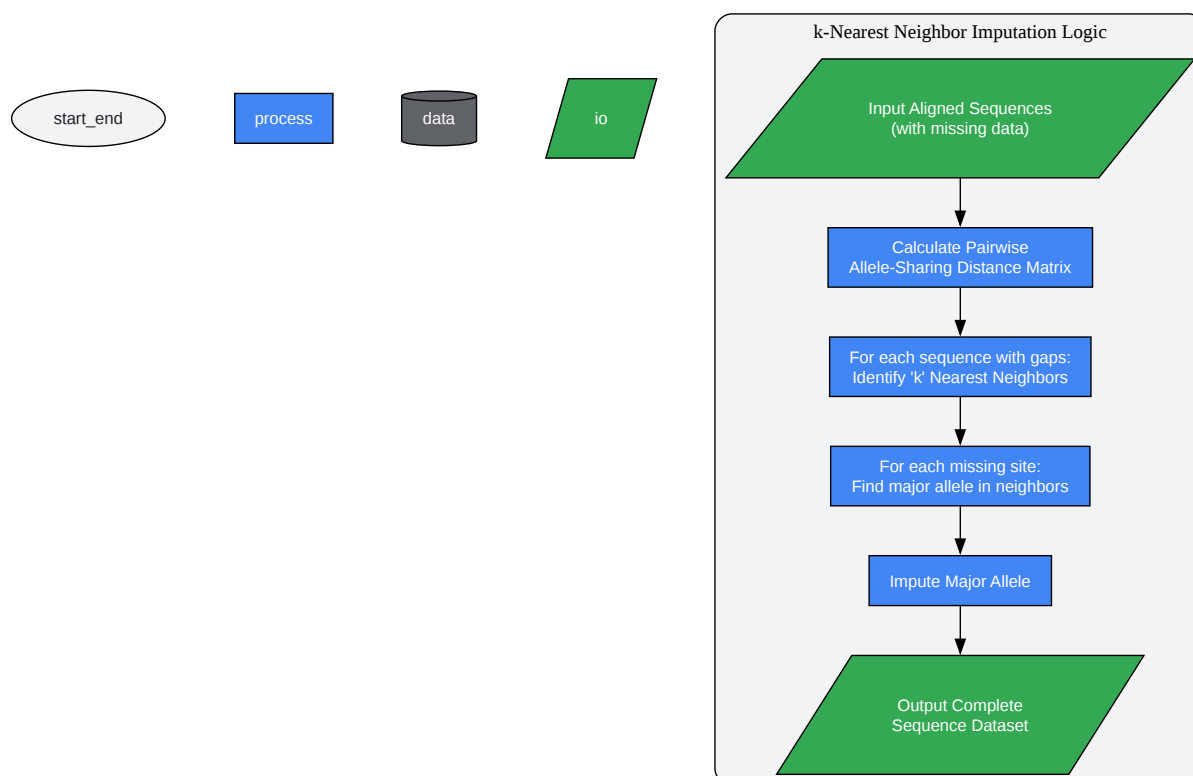 k-Nearest Neighbor Imputation Logic
start_end
process
data
io
Input Aligned Sequences
(with missing data)
Calculate Pairwise
Allele-Sharing Distance Matrix
For each sequence with gaps:
Identify 'k' Nearest Neighbors
For each missing site:
Find major allele in neighbors
Impute Major Allele
Output Complete
Sequence Dataset